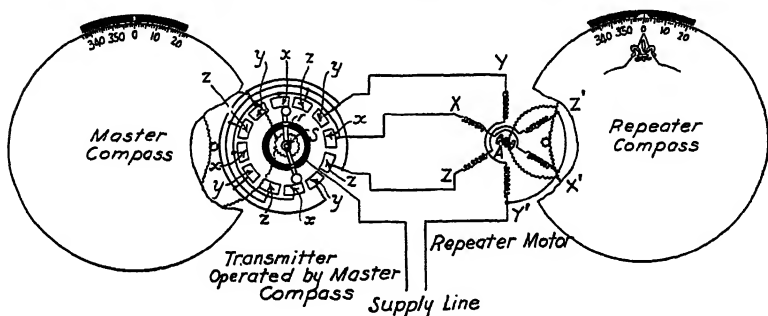 340 350 0 10 20
340 350 0 10 20
x
y z
y y
z
Y
x
X
Z'
r
S
Master
Compass
A
Repeater
Compass
x
z
Z
X'
y
y
z x
Y'
Transmitter
Operated by Master
Compass
Repeater Motor
Supply Line